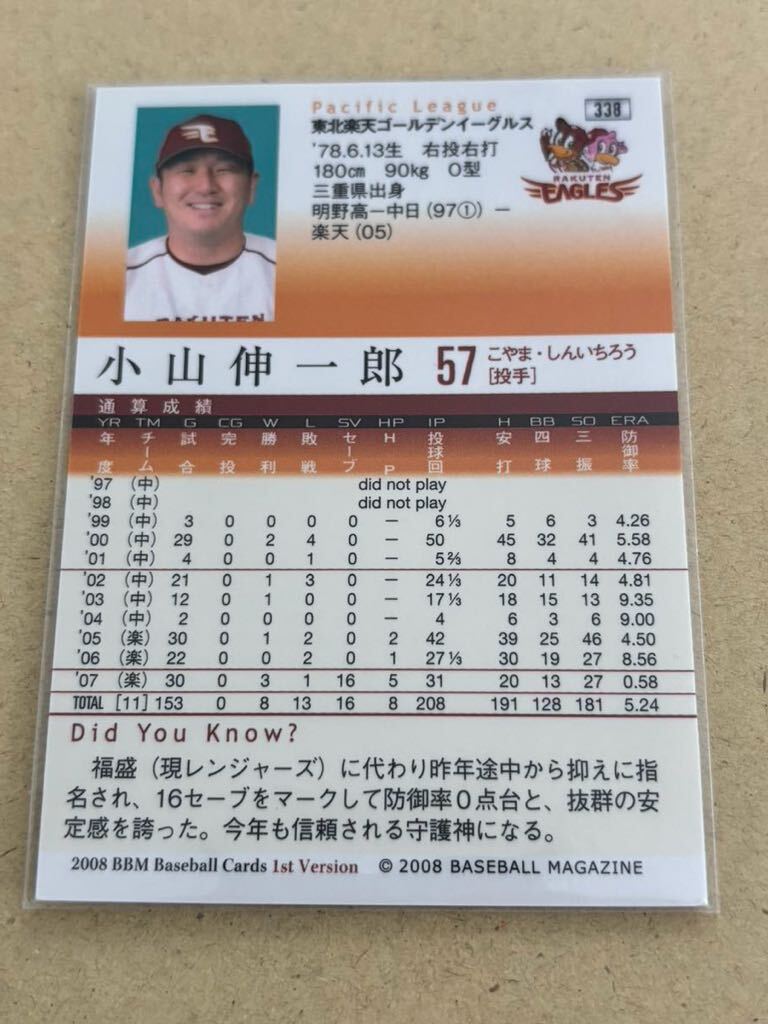 Pacific League
338
東北楽天ゴールデンイーグルス
'78.6.13生 右投右打
180cm 90kg O型
三重県出身
明野高ー中日(97①)ー
楽天(05)
RAKUTEN
EAGLES
小山伸一郎 57 こやま・しんいちろう
[投手]
通算成績
YR TM G CG W L SV HP IP H BB SO ERA
年度 チーム 試合 完投 勝利 敗戦 セーブ HP 投球回 安打 四球 三振 防御率
'97 (中) did not play
'98 (中) did not play
'99 (中) 3 0 0 0 0 ー 6⅓ 5 6 3 4.26
'00 (中) 29 0 2 4 0 ー 50 45 32 41 5.58
'01 (中) 4 0 0 1 0 ー 5⅔ 8 4 4 4.76
'02 (中) 21 0 1 3 0 ー 24⅓ 20 11 14 4.81
'03 (中) 12 0 1 0 0 ー 17⅓ 18 15 13 9.35
'04 (中) 2 0 0 0 0 ー 4 6 3 6 9.00
'05 (楽) 30 0 1 2 0 2 42 39 25 46 4.50
'06 (楽) 22 0 0 2 0 1 27⅓ 30 19 27 8.56
'07 (楽) 30 0 3 1 16 5 31 20 13 27 0.58
TOTAL [11] 153 0 8 13 16 8 208 191 128 181 5.24
Did You Know?
福盛(現レンジャーズ)に代わり昨年途中から抑えに指
名され、16セーブをマークして防御率0点台と、抜群の安
定感を誇った。今年も信頼される守護神になる。
2008 BBM Baseball Cards 1st Version © 2008 BASEBALL MAGAZINE